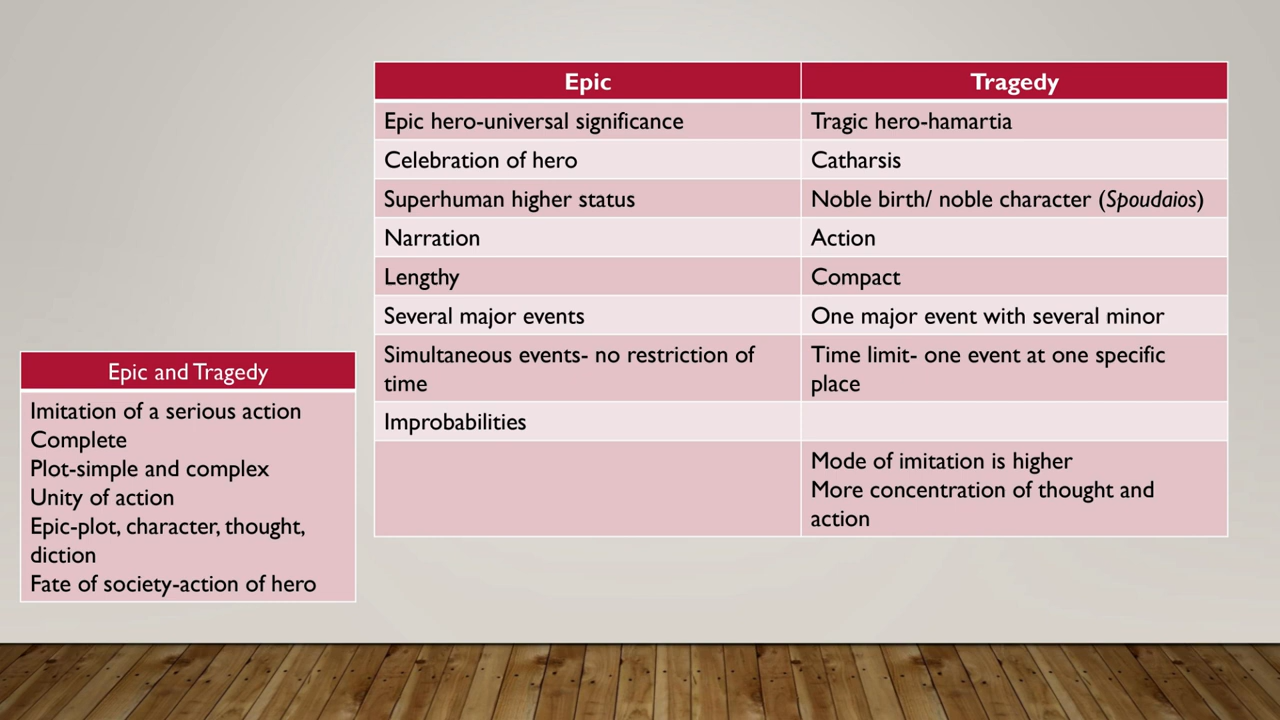 Epic Tragedy
Epic hero-universal significance Tragic hero-hamartia
Celebration of hero Catharsis
Superhuman higher status Noble birth/ noble character (Spoudaios)
Narration Action
Lengthy Compact
Several major events One major event with several minor
Simultaneous events- no restriction of
time
Time limit- one event at one specific
place
Improbabilities
Mode of imitation is higher
More concentration of thought and
action
Epic and Tragedy
Imitation of a serious action
Complete
Plot-simple and complex
Unity of action
Epic-plot, character, thought,
diction
Fate of society-action of hero